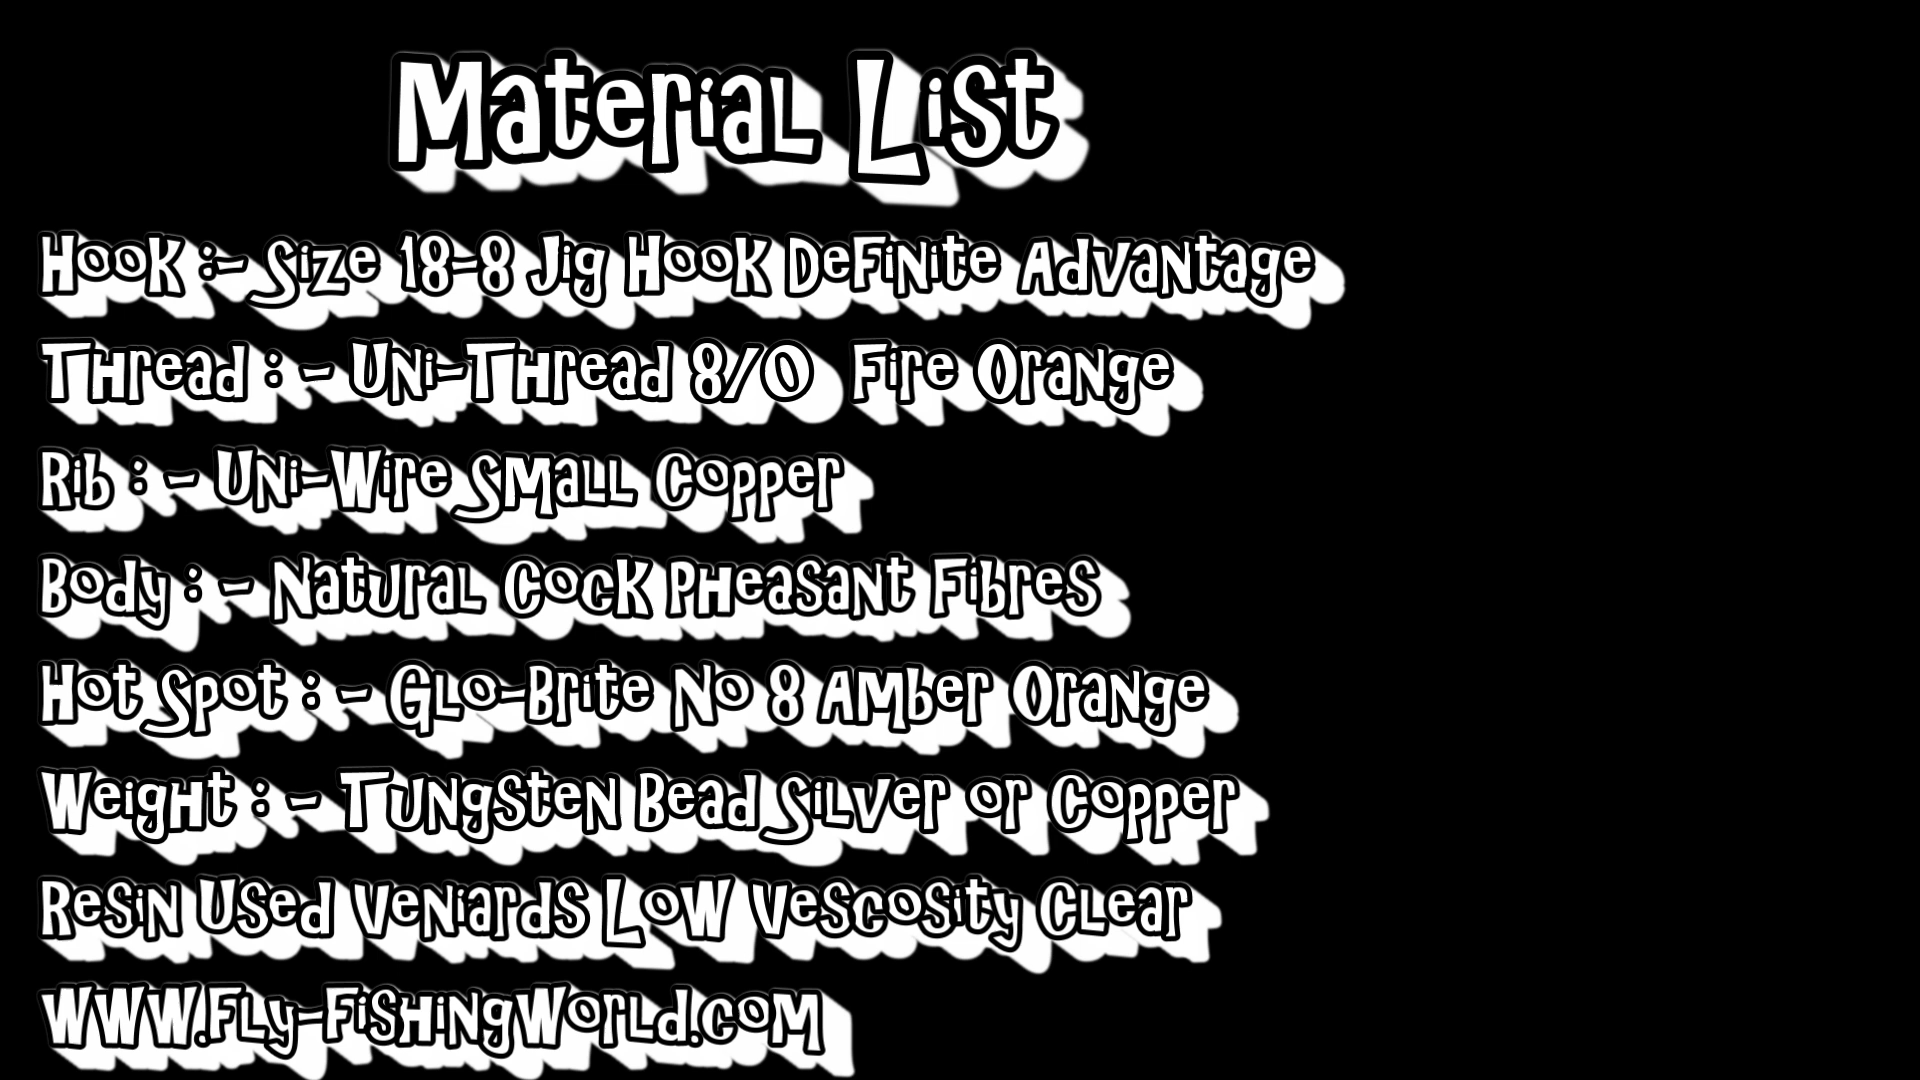 Material List
Hook :- Size 18-8 Jig Hook Definite Advantage
Thread : - Uni-Thread 8/0 Fire Orange
Rib : - Uni-Wire Small Copper
Body : - Natural Cock Pheasant Fibres
Hot Spot : - Glo-Brite No 8 Amber Orange
Weight : - Tungsten Bead Silver or Copper
Resin Used Veniards Low Vescosity Clear
www.fly-fishingworld.com